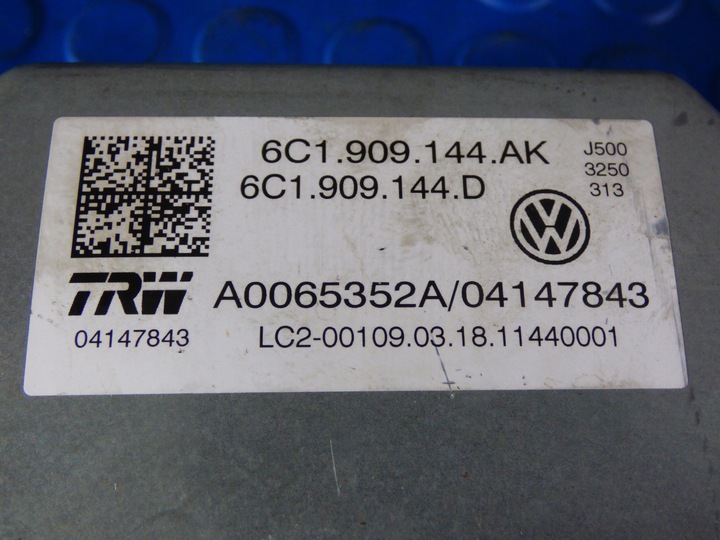 6C1.909.144.AK
6C1.909.144.D
J500
3250
313
VW
TRW
04147843
A0065352A/04147843
LC2-00109.03.18.11440001